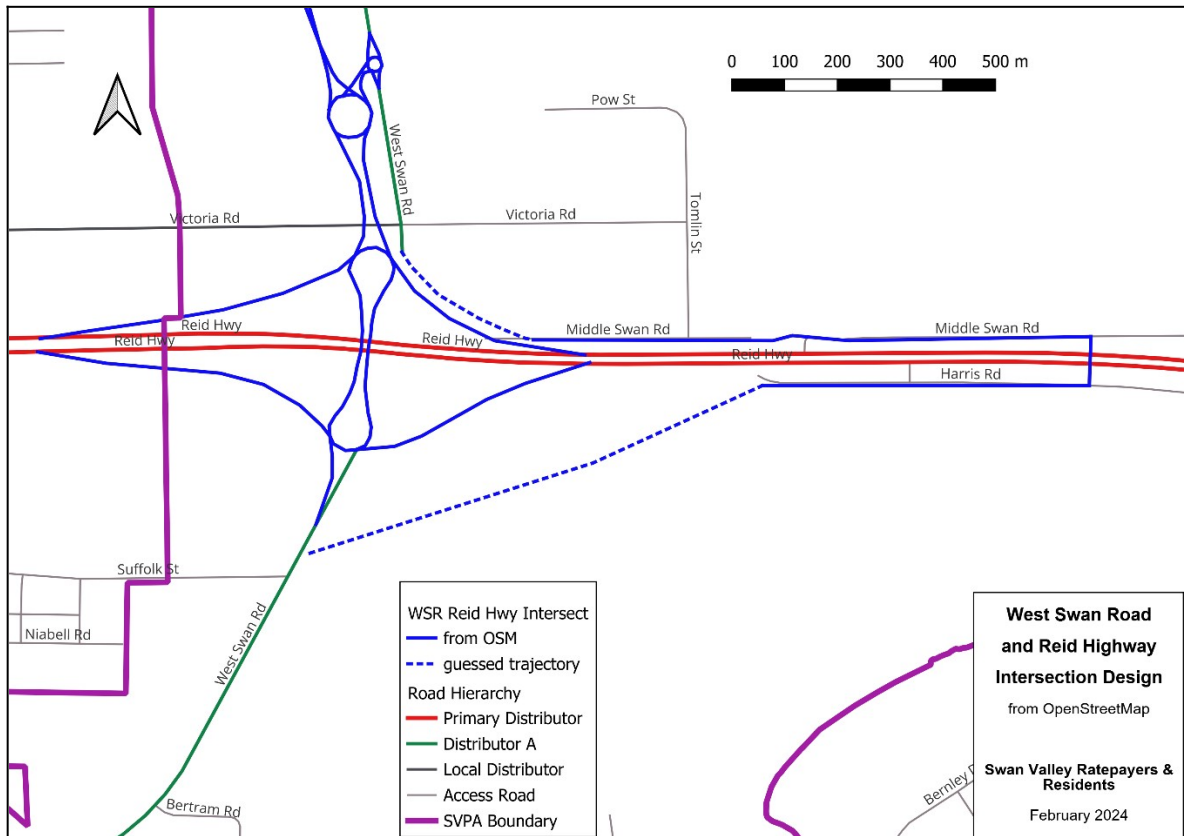 0 100 200 300 400 500 m
Pow St
West Swan Rd
Tomlin St
Victoria Rd
Victoria Rd
Reid Hwy
Reid Hwy
Reid Hwy
Middle Swan Rd
Middle Swan Rd
Reid Hwy
Harris Rd
Suffolk St
Niabell Rd
West Swan Rd
Bertram Rd
WSR Reid Hwy Intersect
from OSM
guessed trajectory
Road Hierarchy
Primary Distributor
Distributor A
Local Distributor
Access Road
SVPA Boundary
Bernley D
West Swan Road
and Reid Highway
Intersection Design
from OpenStreetMap
Swan Valley Ratepayers &
Residents
February 2024